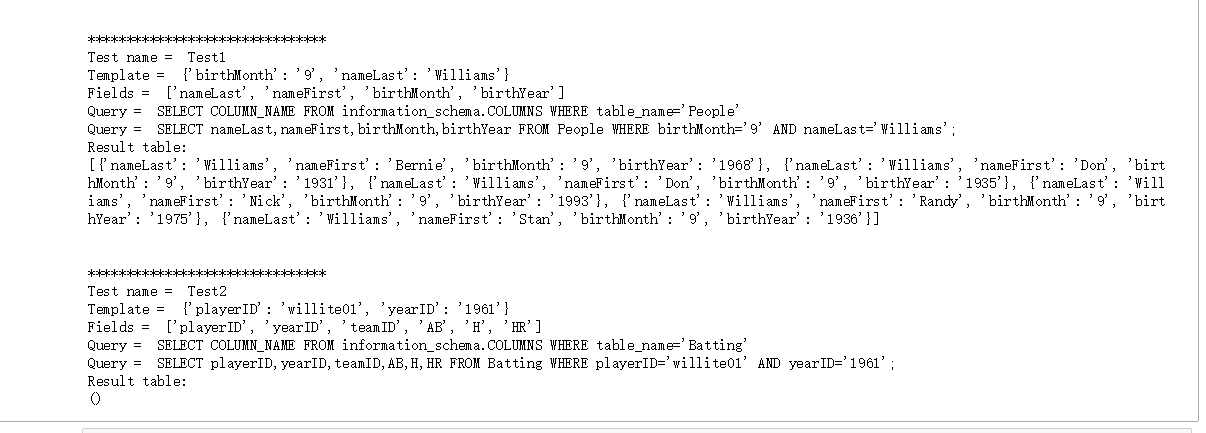 *******************************
Test name =  Test1
Template =  {'birthMonth': '9', 'nameLast': 'Williams'}
Fields =  ['nameLast', 'nameFirst', 'birthMonth', 'birthYear']
Query =  SELECT COLUMN_NAME FROM information_schema.COLUMNS WHERE table_name='People'
Query =  SELECT nameLast,nameFirst,birthMonth,birthYear FROM People WHERE birthMonth='9' AND nameLast='Williams';
Result table:
[{'nameLast': 'Williams', 'nameFirst': 'Bernie', 'birthMonth': '9', 'birthYear': '1968'}, {'nameLast': 'Williams', 'nameFirst': 'Don', 'birt
hMonth': '9', 'birthYear': '1931'}, {'nameLast': 'Williams', 'nameFirst': 'Don', 'birthMonth': '9', 'birthYear': '1935'}, {'nameLast': 'Will
iams', 'nameFirst': 'Nick', 'birthMonth': '9', 'birthYear': '1993'}, {'nameLast': 'Williams', 'nameFirst': 'Randy', 'birthMonth': '9', 'birt
hYear': '1975'}, {'nameLast': 'Williams', 'nameFirst': 'Stan', 'birthMonth': '9', 'birthYear': '1936'}]
*******************************
Test name =  Test2
Template =  {'playerID': 'willite01', 'yearID': '1961'}
Fields =  ['playerID', 'yearID', 'teamID', 'AB', 'H', 'HR']
Query =  SELECT COLUMN_NAME FROM information_schema.COLUMNS WHERE table_name='Batting'
Query =  SELECT playerID,yearID,teamID,AB,H,HR FROM Batting WHERE playerID='willite01' AND yearID='1961';
Result table:
()